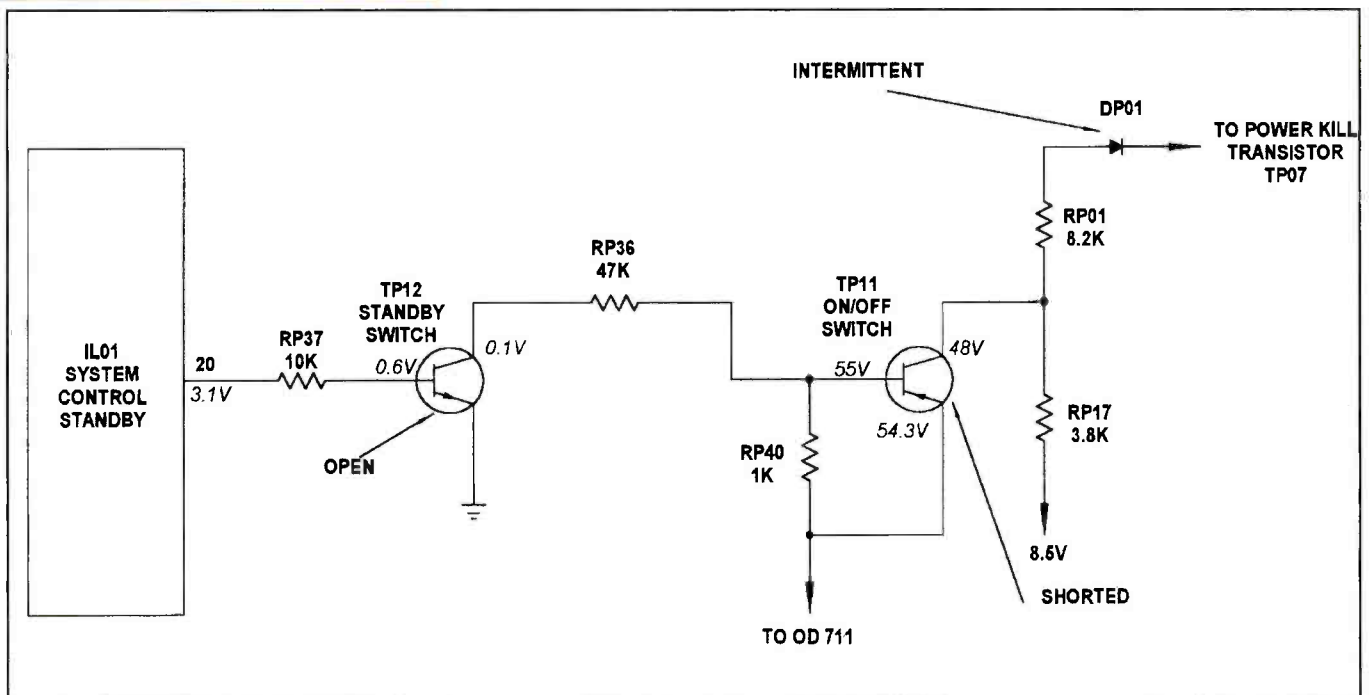 INTERMITTENT
DP01
TO POWER KILL
TRANSISTOR
TP07
RP01
8.2K
RP36
47K
TP11
ON/OFF
SWITCH
TP12
STANDBY
SWITCH
RP37
10K
IL01
SYSTEM
CONTROL
STANDBY
20
3.1V
0.6V
0.1V
55V
48V
54.3V
RP17
3.8K
RP40
1K
OPEN
8.5V
SHORTED
TO OD 711